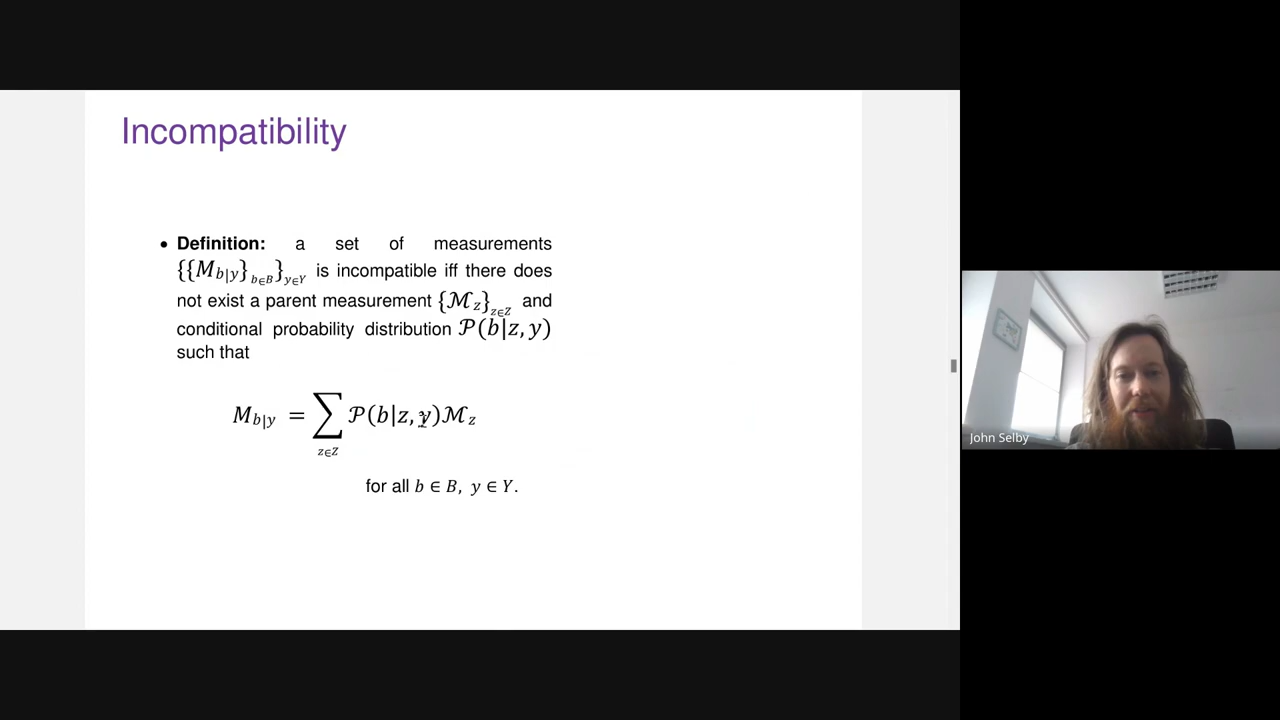 Incompatibility
• Definition: a set of measurements
{{M_{b|y}}_{b∈B}}_{y∈Y} is incompatible iff there does
not exist a parent measurement {ℳ_z}_{z∈Z} and
conditional probability distribution 𝒫(b|z, y)
such that
M_{b|y} = ∑_{z∈Z} 𝒫(b|z, y)ℳ_z
for all b ∈ B, y ∈ Y.
John Selby